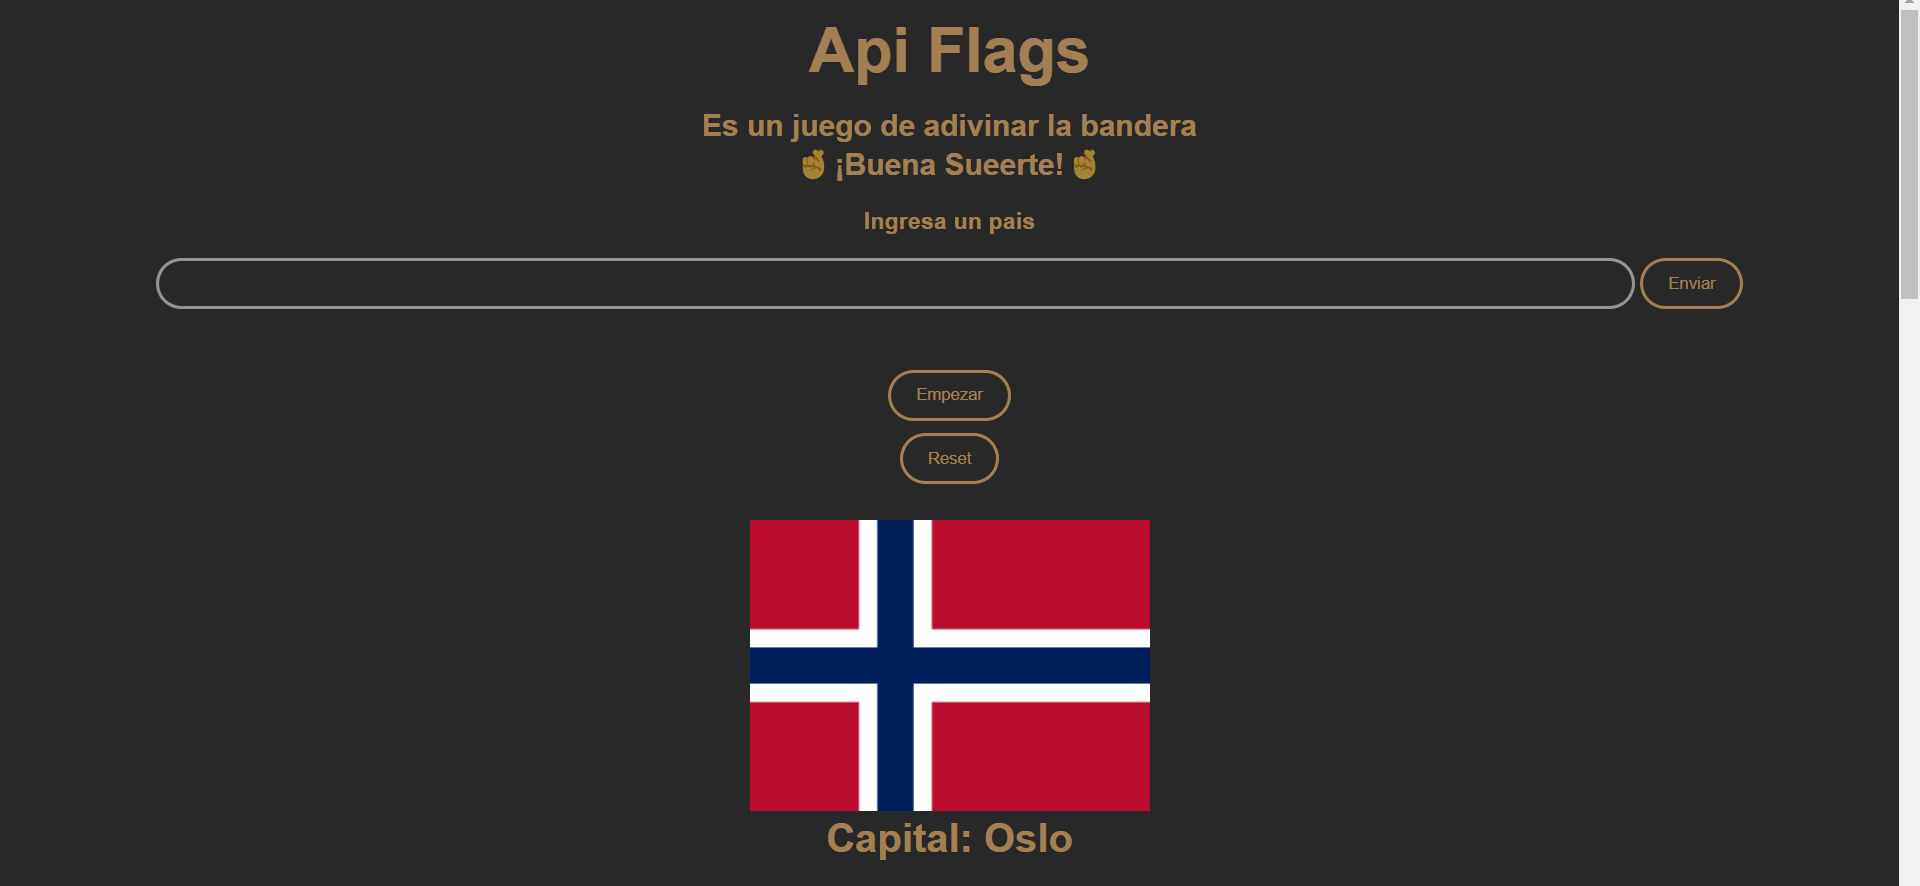 Api Flags
Es un juego de adivinar la bandera
🤞 ¡Buena Sueerte! 🤞
Ingresa un pais
Enviar
Empezar
Reset
Capital: Oslo